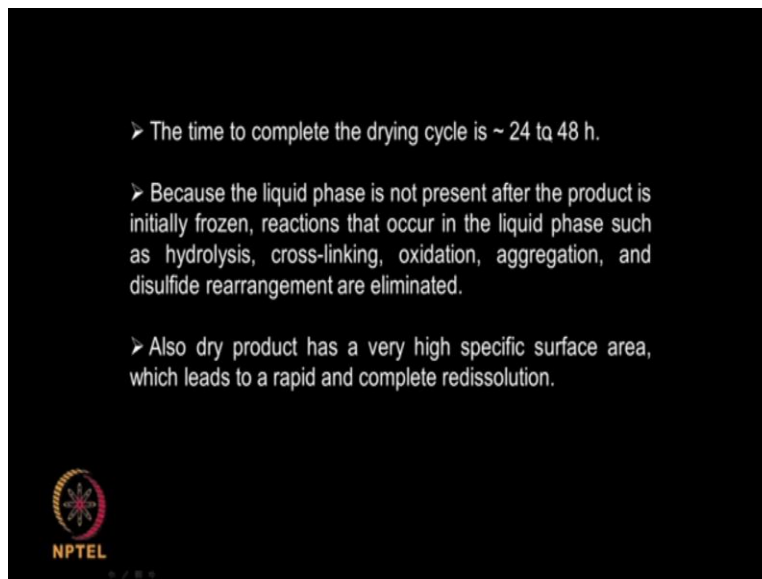 ➢ The time to complete the drying cycle is ~ 24 to 48 h.
➢ Because the liquid phase is not present after the product is
initially frozen, reactions that occur in the liquid phase such
as hydrolysis, cross-linking, oxidation, aggregation, and
disulfide rearrangement are eliminated.
➢ Also dry product has a very high specific surface area,
which leads to a rapid and complete redissolution.
NPTEL